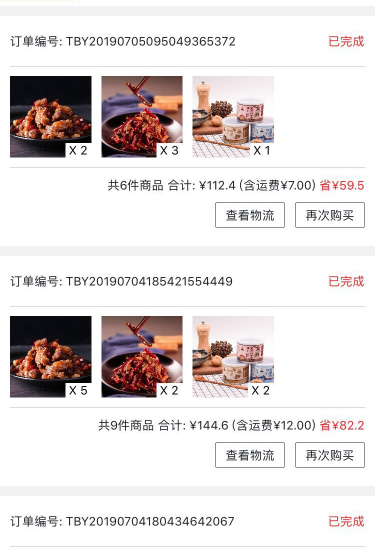 订单编号: TBY20190705095049365372
已完成
X 2
X 3
X 1
共6件商品 合计: ¥112.4 (含运费¥7.00) 省¥59.5
查看物流
再次购买
订单编号: TBY20190704185421554449
已完成
X 5
X 2
X 2
共9件商品 合计: ¥144.6 (含运费¥12.00) 省¥82.2
查看物流
再次购买
订单编号: TBY20190704180434642067
已完成